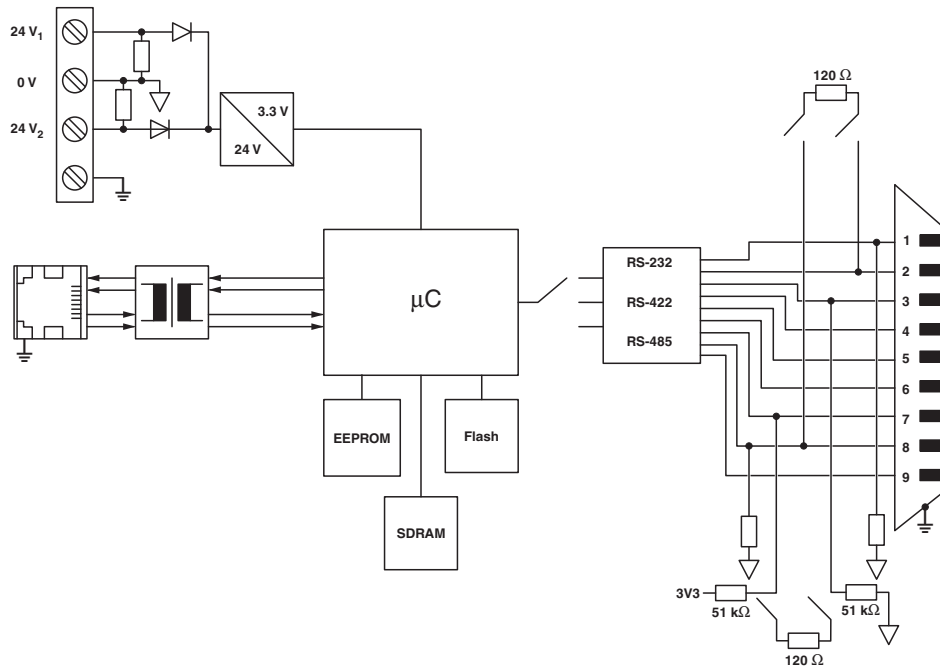 24 V1
0 V
24 V2
3.3 V
24 V
120 Ω
µC
RS-232
RS-422
RS-485
1
2
3
4
5
6
7
8
9
EEPROM
Flash
SDRAM
3V3
51 kΩ
51 kΩ
120 Ω